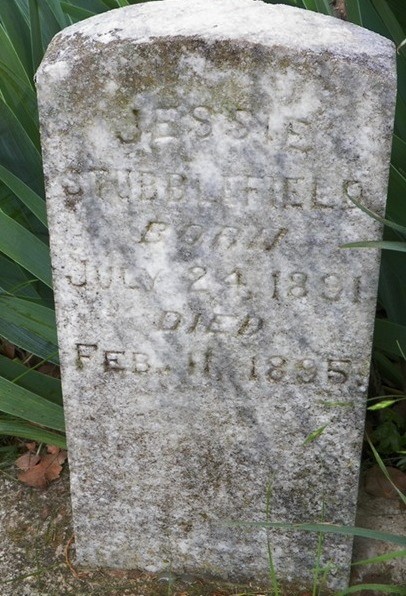 JESSIE
STUBBLEFIELD
BORN
JULY 24, 1891
DIED
FEB. 11, 1895.